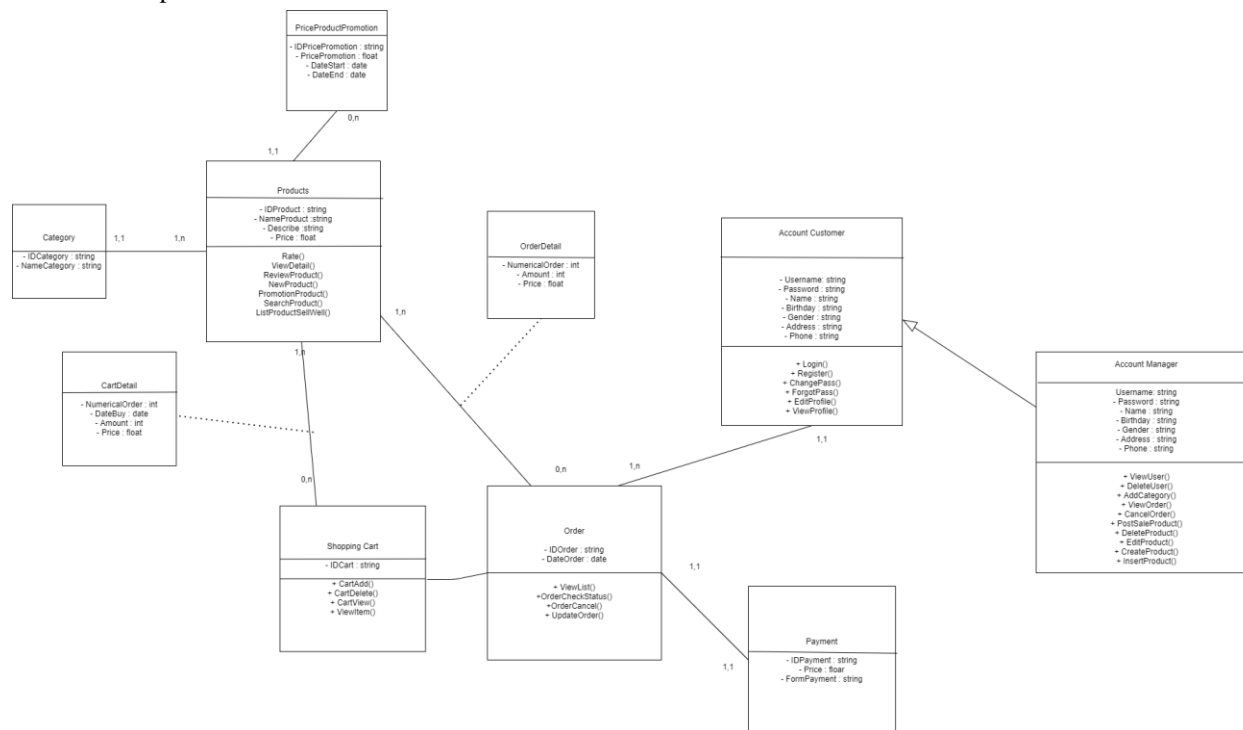 PriceProductPromotion
- IDPricePromotion : string
- PricePromotion : float
- DateStart : date
- DateEnd : date
0,n
1,1
Products
- IDProduct : string
- NameProduct :string
- Describe :string
- Price : float
Rate()
ViewDetail()
ReviewProduct()
NewProduct()
PromotionProduct()
SearchProduct()
ListProductSellWell()
Category
- IDCategory : string
- NameCategory : string
1,1
1,n
OrderDetail
- NumericalOrder : int
- Amount : int
- Price : float
Account Customer
- Username: string
- Password : string
- Name : string
- Birthday : string
- Gender : string
- Address : string
- Phone : string
+ Login()
+ Register()
+ ChangePass()
+ ForgotPass()
+ EditProfile()
+ ViewProfile()
1,n
1,n
CartDetail
- NumericalOrder : int
- DateBuy : date
- Amount : int
- Price : float
Account Manager
Username: string
- Password : string
- Name : string
- Birthday : string
- Gender : string
- Address : string
- Phone : string
+ ViewUser()
+ DeleteUser()
+ AddCategory()
+ ViewOrder()
+ CancelOrder()
+ PostSaleProduct()
+ DeleteProduct()
+ EditProduct()
+ CreateProduct()
+ InsertProduct()
1,1
1,n
0,n
0,n
Shopping Cart
- IDCart : string
+ CartAdd()
+ CartDelete()
+ CartView()
+ ViewItem()
Order
- IDOrder : string
- DateOrder : date
+ ViewList()
+OrderCheckStatus()
+OrderCancel()
+ UpdateOrder()
1,1
1,1
Payment
- IDPayment : string
- Price : floar
- FormPayment : string